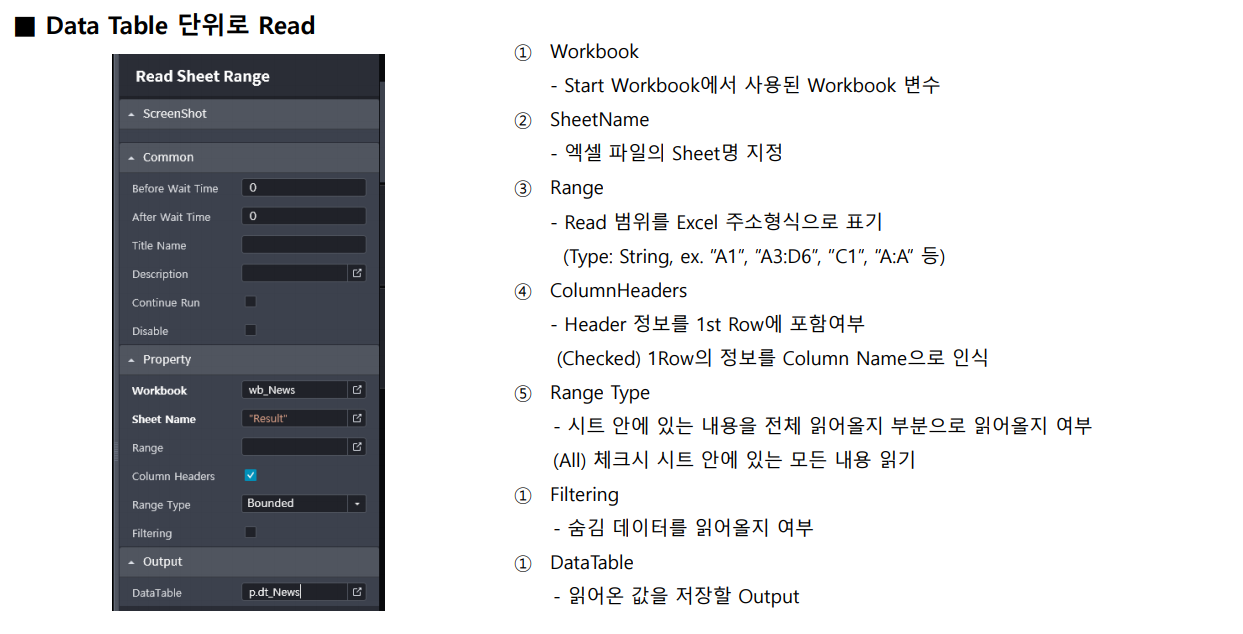 ■ Data Table 단위로 Read
Read Sheet Range
ScreenShot
Common
Before Wait Time 0
After Wait Time 0
Title Name
Description
Continue Run
Disable
Property
Workbook wb_News
Sheet Name "Result"
Range
Column Headers
Range Type Bounded
Filtering
Output
DataTable p.dt_News
① Workbook
- Start Workbook에서 사용된 Workbook 변수
② SheetName
- 엑셀 파일의 Sheet명 지정
③ Range
- Read 범위를 Excel 주소형식으로 표기
(Type: String, ex. "A1", "A3:D6", "C1", "A:A" 등)
④ ColumnHeaders
- Header 정보를 1st Row에 포함여부
(Checked) 1Row의 정보를 Column Name으로 인식
⑤ Range Type
- 시트 안에 있는 내용을 전체 읽어올지 부분으로 읽어올지 여부
(All) 체크시 시트 안에 있는 모든 내용 읽기
① Filtering
- 숨김 데이터를 읽어올지 여부
① DataTable
- 읽어온 값을 저장할 Output